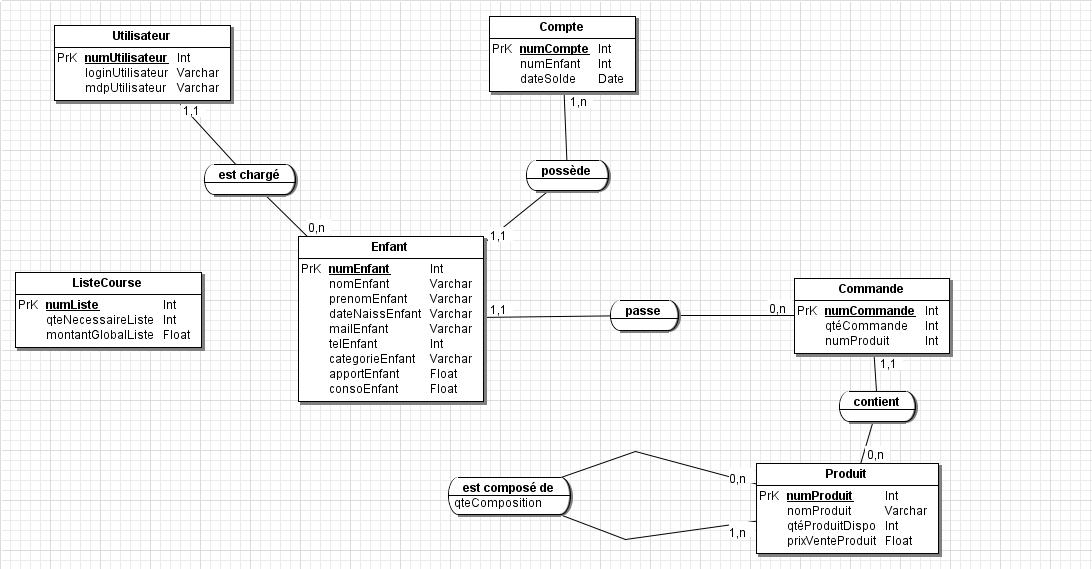 Utilisateur
PrK numUtilisateur Int
loginUtilisateur Varchar
mdpUtilisateur Varchar
1,1
est chargé
0,n
Compte
PrK numCompte Int
numEnfant Int
dateSolde Date
1,n
possède
1,1
Enfant
PrK numEnfant Int
nomEnfant Varchar
prenomEnfant Varchar
dateNaissEnfant Varchar
mailEnfant Varchar
telEnfant Int
categorieEnfant Varchar
apportEnfant Float
consoEnfant Float
ListeCourse
PrK numListe Int
qteNecessaireListe Int
montantGlobalListe Float
1,1
passe
0,n
Commande
PrK numCommande Int
qtéCommande Int
numProduit Int
1,1
contient
0,n
Produit
PrK numProduit Int
nomProduit Varchar
qtéProduitDispo Int
prixVenteProduit Float
est composé de
qteComposition
0,n
1,n